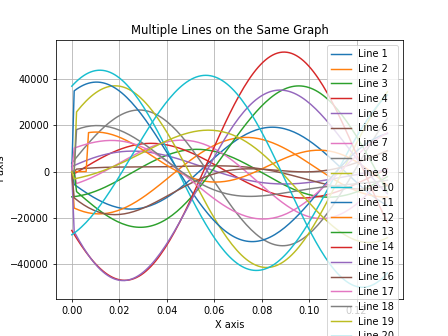 Multiple Lines on the Same Graph
40000
20000
0
−20000
−40000
axis
0.00
0.02
0.04
0.06
0.08
0.10
X axis
Line 1
Line 2
Line 3
Line 4
Line 5
Line 6
Line 7
Line 8
Line 9
Line 10
Line 11
Line 12
Line 13
Line 14
Line 15
Line 16
Line 17
Line 18
Line 19
Line 20